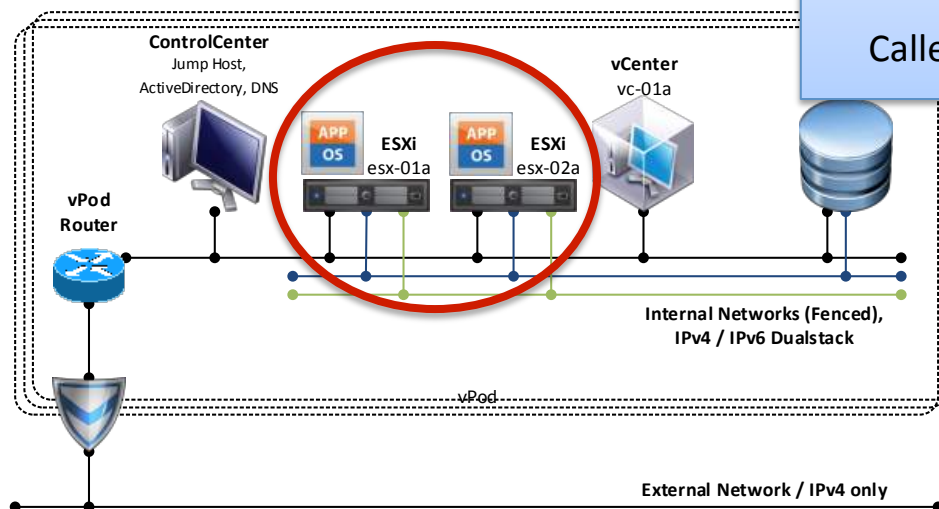 Calle
ControlCenter
Jump Host,
ActiveDirectory, DNS
vCenter
vc-01a
APP
OS
ESXi
esx-01a
APP
OS
ESXi
esx-02a
vPod
Router
Internal Networks (Fenced),
IPv4 / IPv6 Dualstack
vPod
External Network / IPv4 only